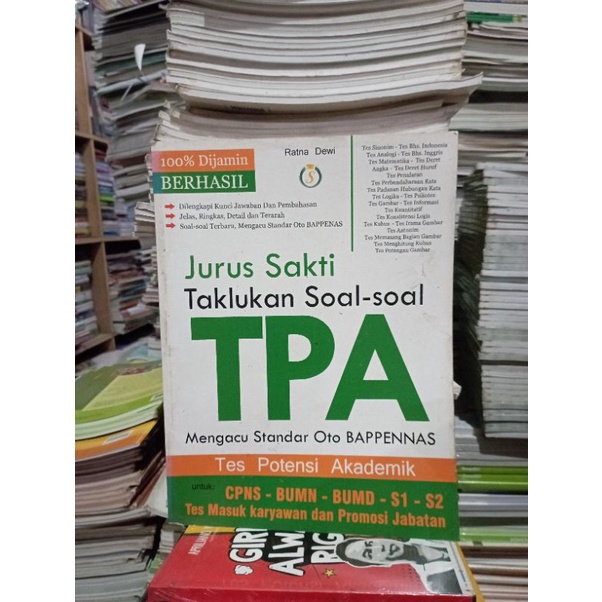 100% Dijamin
BERHASIL
Ratna Dewi
5
Dilengkapi Kunci Jawaban Dan Pembahasan
Jelas, Ringkas, Detail dan Terarah
Soal-soal Terbaru, Mengacu Standar Oto BAPPENAS
Tes Sinonim - Tes Bhs. Indonesia
Tes Analogi - Tes Bhs. Inggris
Tes Matematika - Tes Deret
Angka - Tes Deret Huruf
Tes Penalaran
Tes Perbendaharaan Kata
Tes Padanan Hubungan Kata
Tes Logika - Tes Psikotes
Tes Gambar - Tes Informasi
Tes Kuantitatif
Tes Konsistensi Logis
Tes Kubus - Tes Irama Gambar
Tes Antonim
Tes Memasang Bagian Gambar
Tes Menghitung Kubus
Tes Potongan Gambar
Jurus Sakti
Taklukan Soal-soal
TPA
Mengacu Standar Oto BAPPENNAS
Tes Potensi Akademik
untuk:
CPNS - BUMN - BUMD - S1 - S2
Tes Masuk karyawan dan Promosi Jabatan